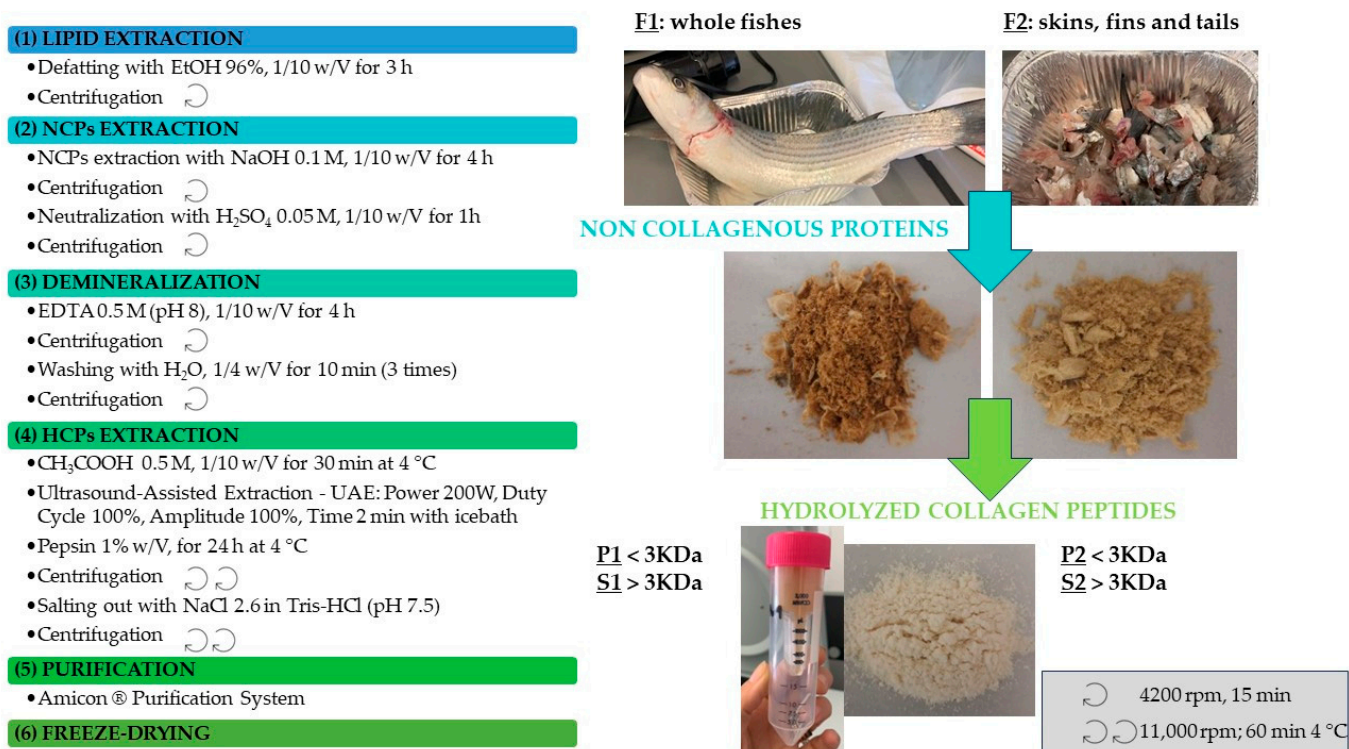 (1) LIPID EXTRACTION
•Defatting with EtOH 96%, 1/10 w/V for 3 h
•Centrifugation
(2) NCPs EXTRACTION
•NCPs extraction with NaOH 0.1 M, 1/10 w/V for 4 h
•Centrifugation
•Neutralization with H₂SO₄ 0.05 M, 1/10 w/V for 1h
•Centrifugation
(3) DEMINERALIZATION
•EDTA 0.5 M (pH 8), 1/10 w/V for 4 h
•Centrifugation
•Washing with H₂O, 1/4 w/V for 10 min (3 times)
•Centrifugation
(4) HCPs EXTRACTION
•CH₃COOH 0.5 M, 1/10 w/V for 30 min at 4 °C
•Ultrasound-Assisted Extraction - UAE: Power 200W, Duty
Cycle 100%, Amplitude 100%, Time 2 min with icebath
•Pepsin 1% w/V, for 24 h at 4 °C
•Centrifugation
•Salting out with NaCl 2.6 in Tris-HCl (pH 7.5)
•Centrifugation
(5) PURIFICATION
•Amicon ® Purification System
(6) FREEZE-DRYING
F1: whole fishes
F2: skins, fins and tails
NON COLLAGENOUS PROTEINS
HYDROLYZED COLLAGEN PEPTIDES
P1 < 3KDa
S1 > 3KDa
P2 < 3KDa
S2 > 3KDa
4200 rpm, 15 min
11,000 rpm; 60 min 4 °C